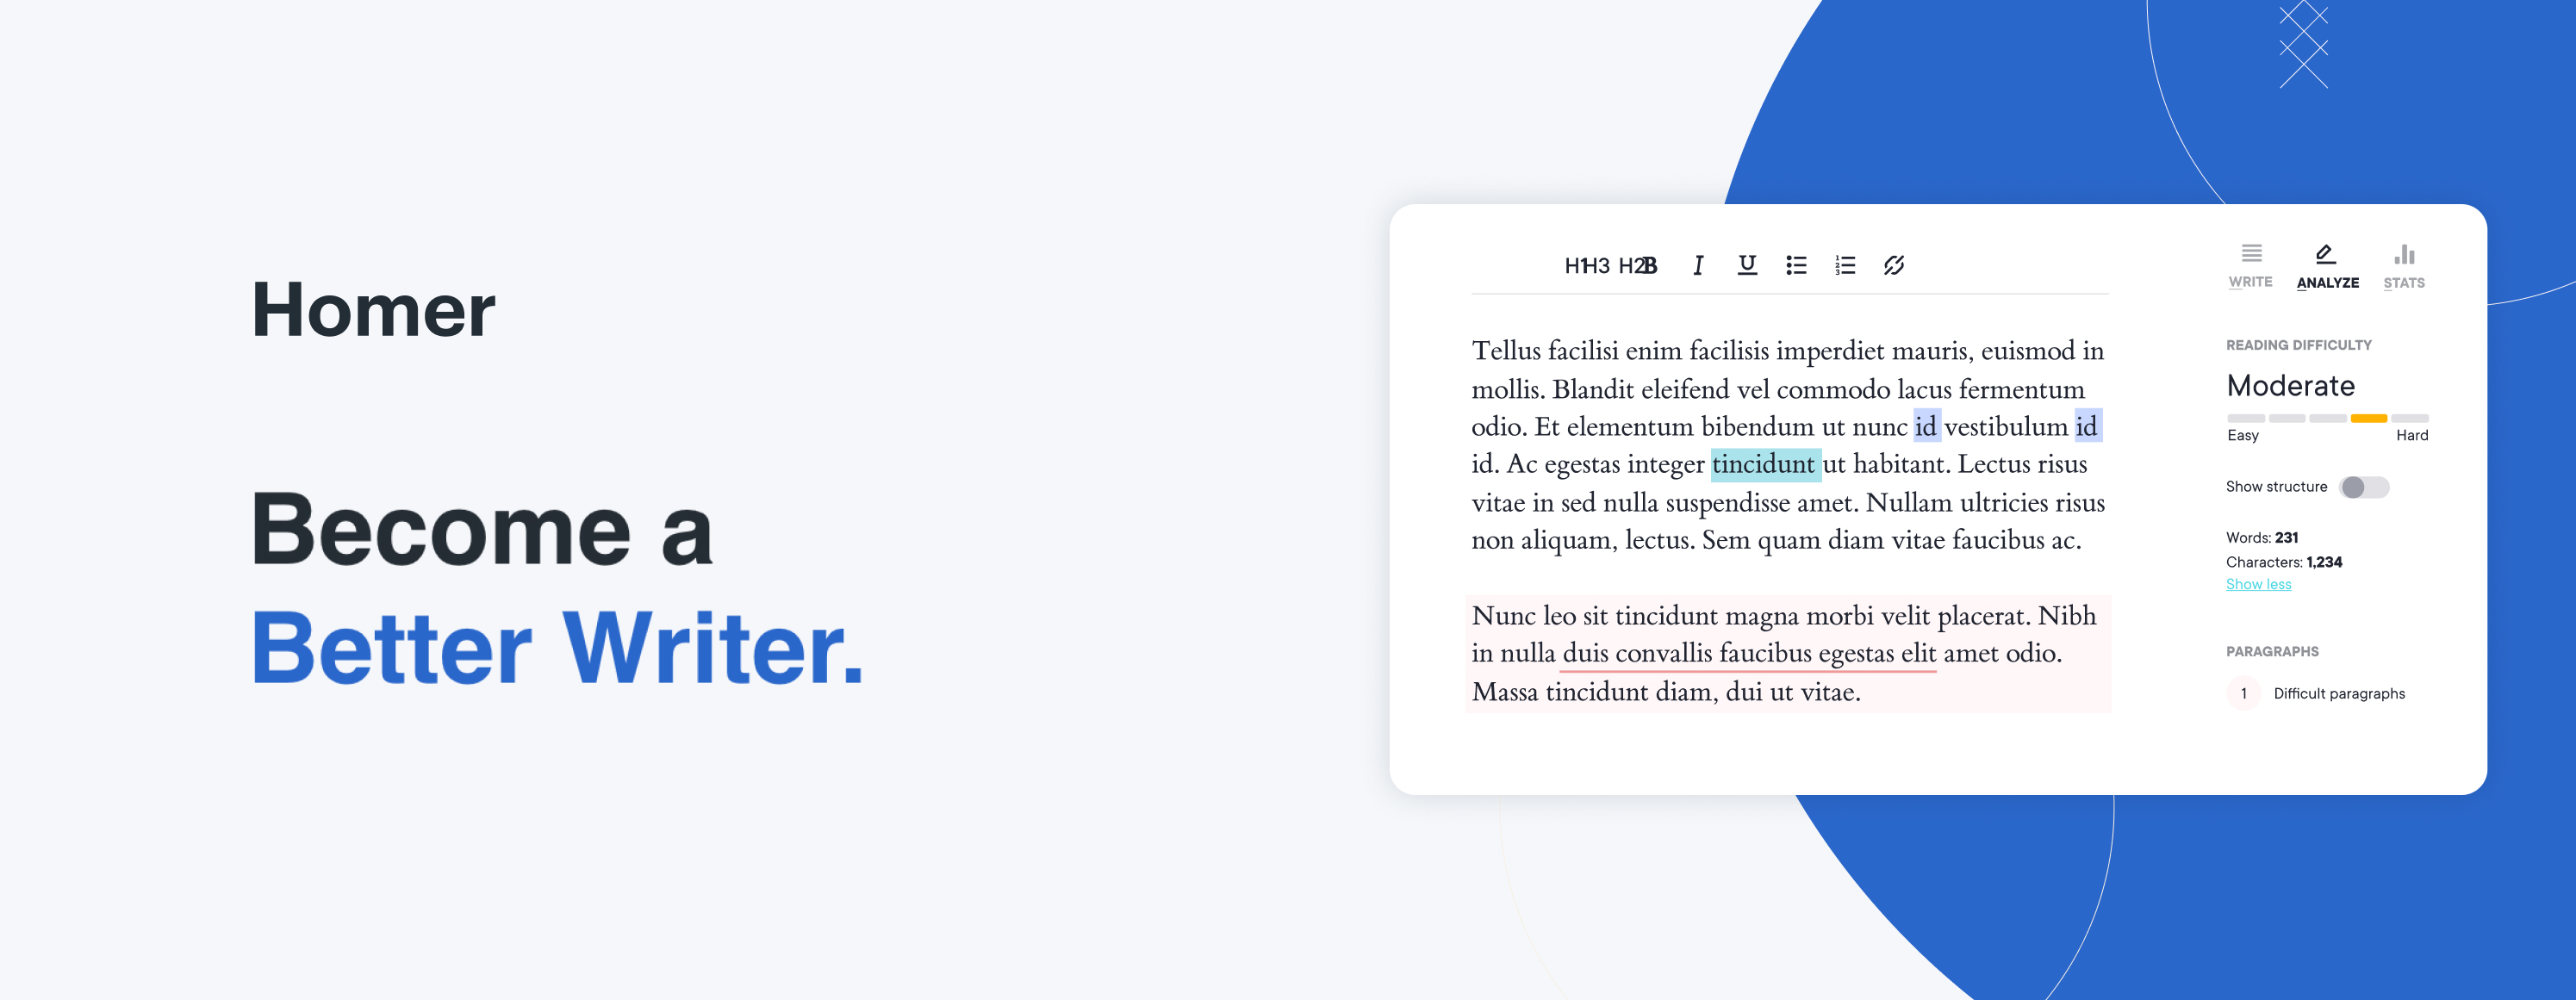 Homer
Become a
Better Writer.
H1 H3 H2 B I U
WRITE ANALYZE STATS
Tellus facilisi enim facilisis imperdiet mauris, euismod in
mollis. Blandit eleifend vel commodo lacus fermentum
odio. Et elementum bibendum ut nunc id vestibulum id
id. Ac egestas integer tincidunt ut habitant. Lectus risus
vitae in sed nulla suspendisse amet. Nullam ultricies risus
non aliquam, lectus. Sem quam diam vitae faucibus ac.
Nunc leo sit tincidunt magna morbi velit placerat. Nibh
in nulla duis convallis faucibus egestas elit amet odio.
Massa tincidunt diam, dui ut vitae.
READING DIFFICULTY
Moderate
Easy Hard
Show structure
Words: 231
Characters: 1,234
Show less
PARAGRAPHS
1 Difficult paragraphs